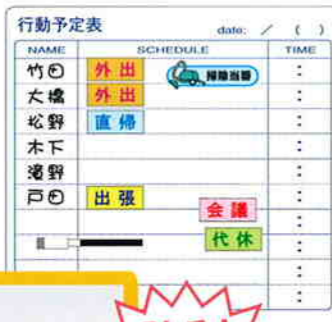 行動予定表 date: / ( )
NAME SCHEDULE TIME
竹田 外出 掃除当番 :
大橋 外出 :
松野 直帰 :
木下 :
濱野 :
戸田 出張 :
会議 :
代休 :
:
: